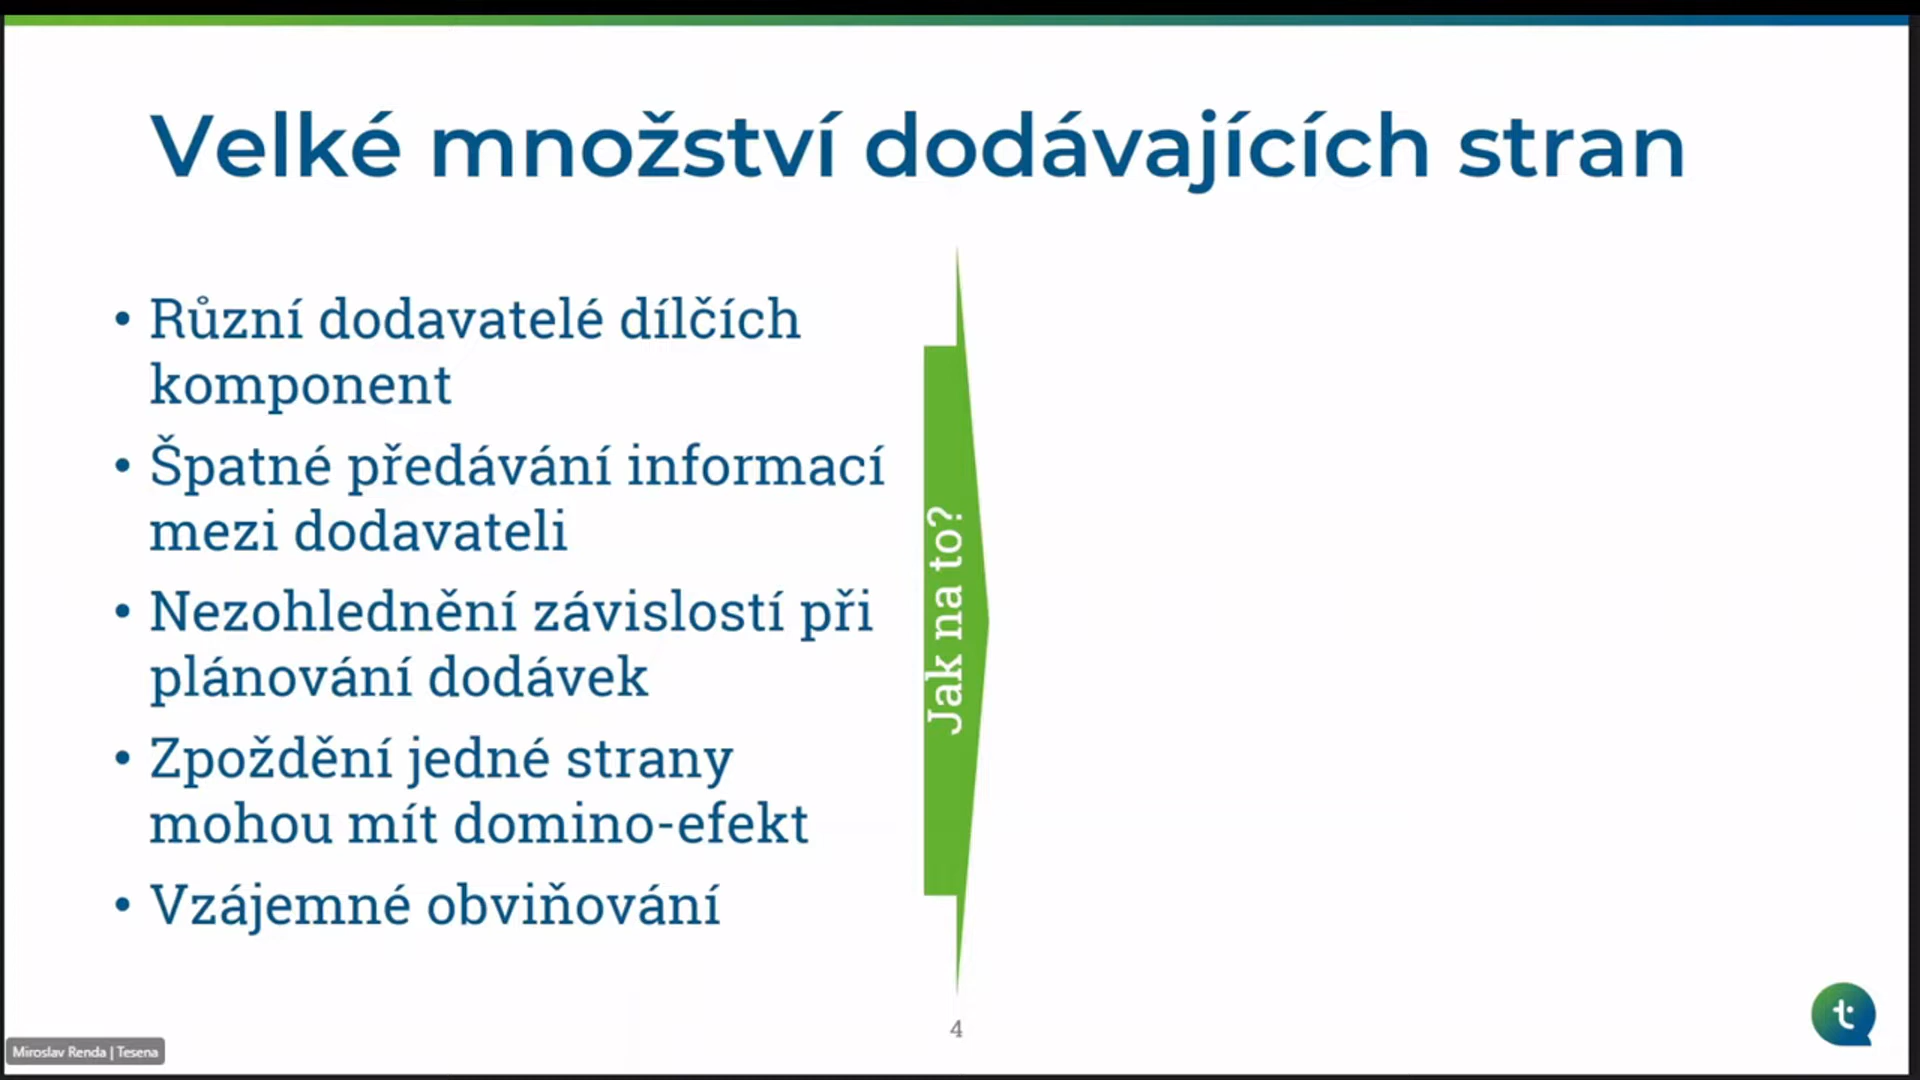 Velké množství dodávajících stran
• Různí dodavatelé dílčích
komponent
• Špatné předávání informací
mezi dodavateli
• Nezohlednění závislostí při
plánování dodávek
• Zpoždění jedné strany
mohou mít domino-efekt
• Vzájemné obviňování
Jak na to?
4
t
Miroslav Renda | Tesena